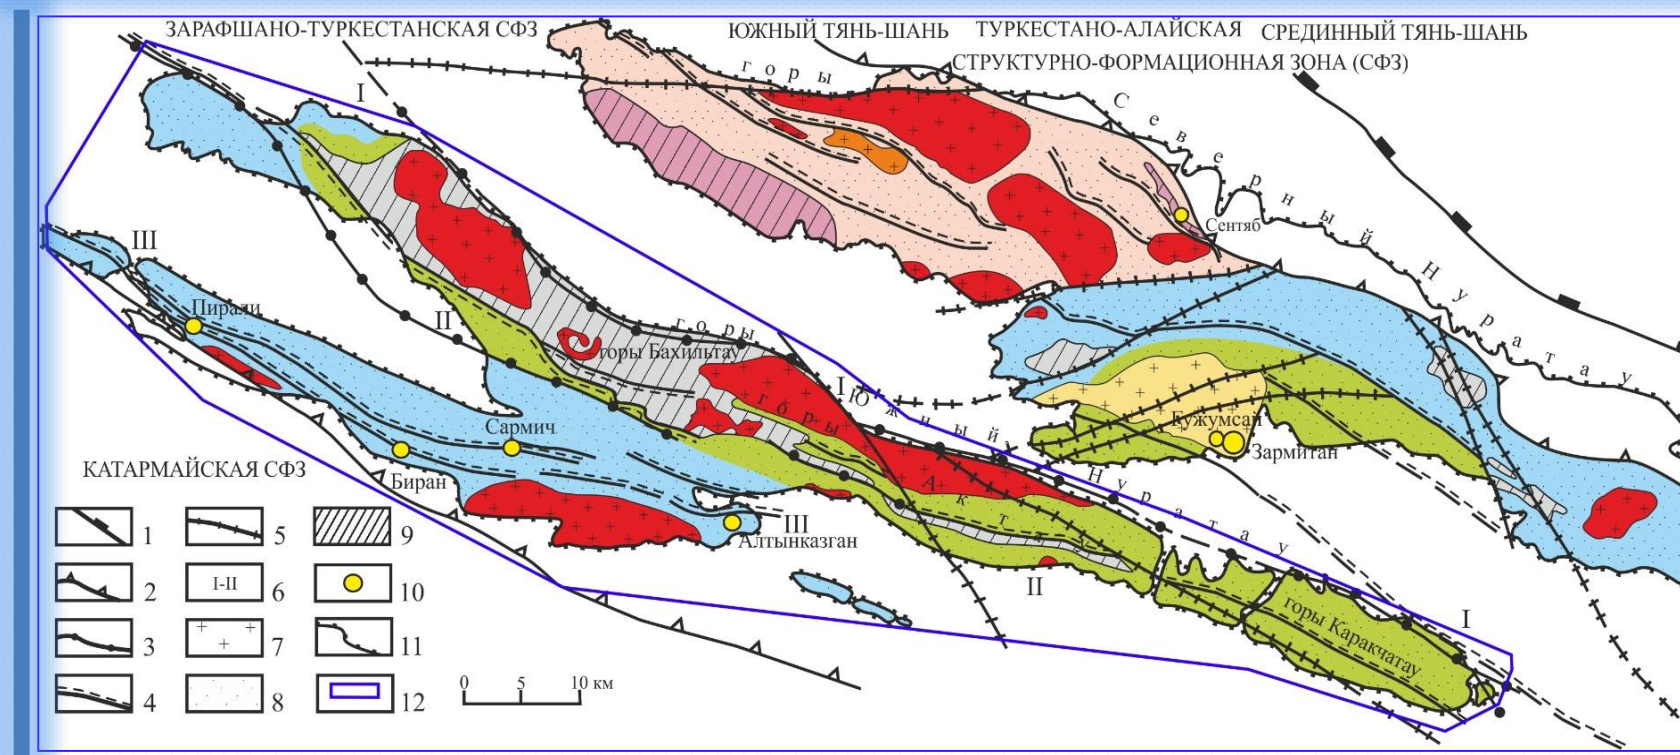 ЗАРАФШАНО-ТУРКЕСТАНСКАЯ СФЗ
ЮЖНЫЙ ТЯНЬ-ШАНЬ
ТУРКЕСТАНО-АЛАЙСКАЯ
СРЕДИННЫЙ ТЯНЬ-ШАНЬ
СТРУКТУРНО-ФОРМАЦИОННАЯ ЗОНА (СФЗ)
горы
Северный Нуратау
I
Сентяб
III
Пирали
II
горы
горы Бахильтау
I
Южный Нуратау
горы Акт
Бужумсай
Зармитан
Сармич
Биран
КАТАРМАЙСКАЯ СФЗ
III
Алтынказган
II
I
горы Каракчатау
1
5
9
2
I-II
6
10
3
7
11
4
8
12
0 5 10 км